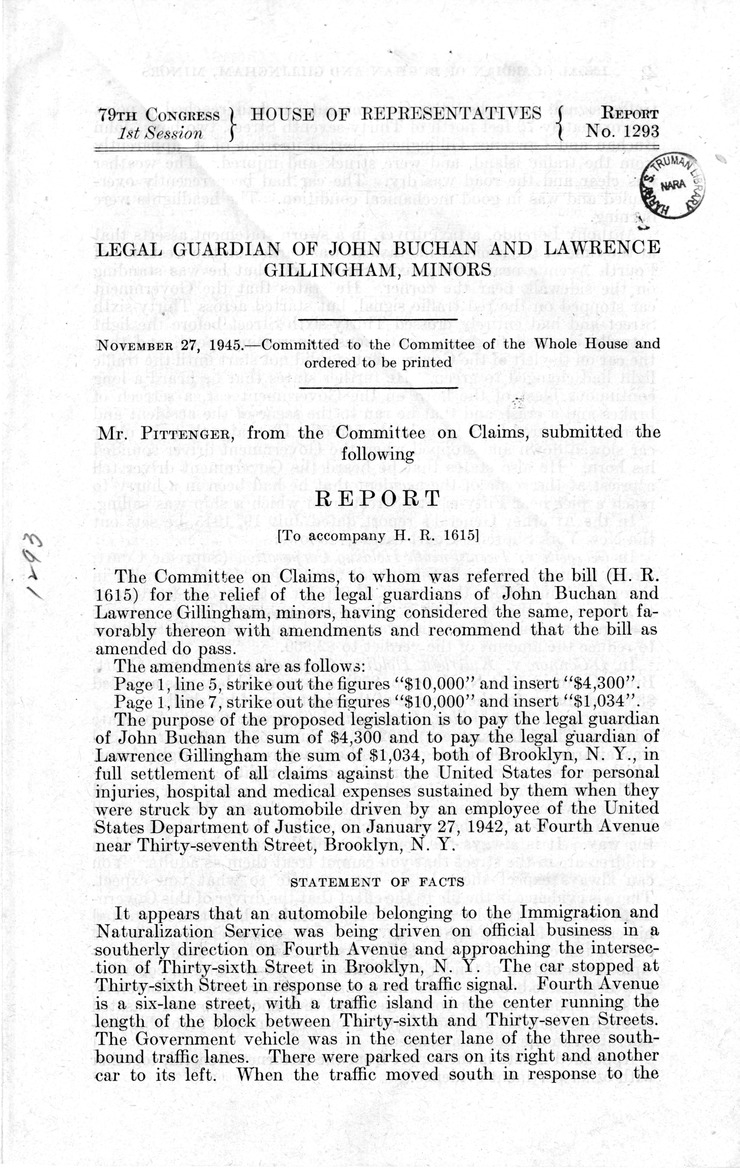 79TH CONGRESS } HOUSE OF REPRESENTATIVES { REPORT
1st Session } { No. 1293
HARRY S. TRUMAN LIBRARY
NARA
LEGAL GUARDIAN OF JOHN BUCHAN AND LAWRENCE
GILLINGHAM, MINORS
NOVEMBER 27, 1945.—Committed to the Committee of the Whole House and
ordered to be printed
Mr. PITTENGER, from the Committee on Claims, submitted the
following
REPORT
[To accompany H. R. 1615]
1293
The Committee on Claims, to whom was referred the bill (H. R.
1615) for the relief of the legal guardians of John Buchan and
Lawrence Gillingham, minors, having considered the same, report fa-
vorably thereon with amendments and recommend that the bill as
amended do pass.
The amendments are as follows:
Page 1, line 5, strike out the figures "$10,000" and insert "$4,300".
Page 1, line 7, strike out the figures "$10,000" and insert "$1,034".
The purpose of the proposed legislation is to pay the legal guardian
of John Buchan the sum of $4,300 and to pay the legal guardian of
Lawrence Gillingham the sum of $1,034, both of Brooklyn, N. Y., in
full settlement of all claims against the United States for personal
injuries, hospital and medical expenses sustained by them when they
were struck by an automobile driven by an employee of the United
States Department of Justice, on January 27, 1942, at Fourth Avenue
near Thirty-seventh Street, Brooklyn, N. Y.
STATEMENT OF FACTS
It appears that an automobile belonging to the Immigration and
Naturalization Service was being driven on official business in a
southerly direction on Fourth Avenue and approaching the intersec-
tion of Thirty-sixth Street in Brooklyn, N. Y. The car stopped at
Thirty-sixth Street in response to a red traffic signal. Fourth Avenue
is a six-lane street, with a traffic island in the center running the
length of the block between Thirty-sixth and Thirty-seven Streets.
The Government vehicle was in the center lane of the three south-
bound traffic lanes. There were parked cars on its right and another
car to its left. When the traffic moved south in response to the